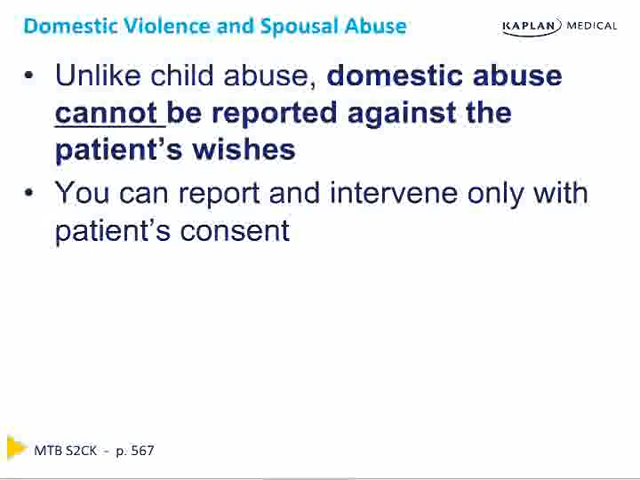 Domestic Violence and Spousal Abuse
KAPLAN MEDICAL
• Unlike child abuse, domestic abuse
cannot be reported against the
patient's wishes
• You can report and intervene only with
patient's consent
MTB S2CK - p. 567